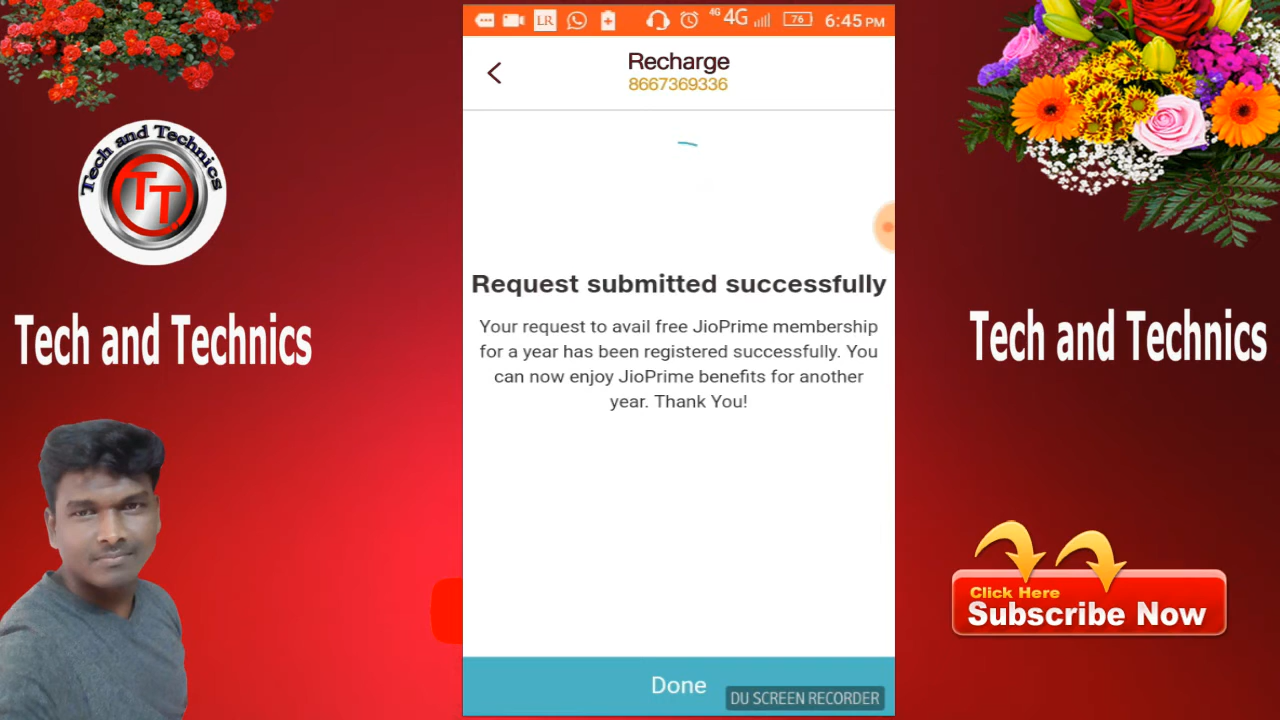 LR
4G 4G 76 6:45 PM
Recharge
8667369336
Tech and Technics
TT
Tech and Technics
Tech and Technics
Request submitted successfully
Your request to avail free JioPrime membership
for a year has been registered successfully. You
can now enjoy JioPrime benefits for another
year. Thank You!
Click Here
Subscribe Now
Done
DU SCREEN RECORDER